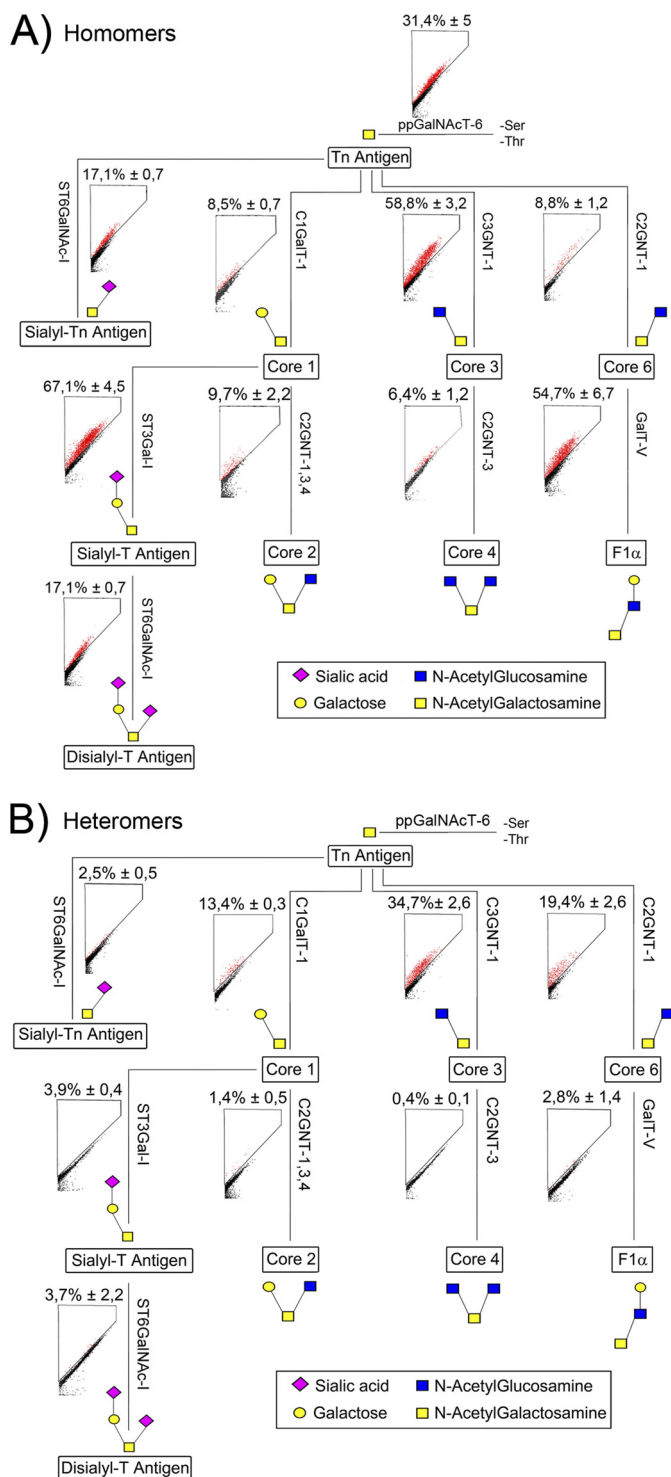 A) Homomers
31,4% ± 5
ppGalNAcT-6
-Ser
-Thr
Tn Antigen
17,1% ± 0,7
ST6GalNAc-I
8,5% ± 0,7
C1GalT-1
58,8% ± 3,2
C3GNT-1
8,8% ± 1,2
C2GNT-1
Sialyl-Tn Antigen
Core 1
Core 3
Core 6
67,1% ± 4,5
ST3Gal-I
9,7% ± 2,2
C2GNT-1,3,4
6,4% ± 1,2
C2GNT-3
54,7% ± 6,7
GalT-V
Sialyl-T Antigen
Core 2
Core 4
F1α
17,1% ± 0,7
ST6GalNAc-I
Sialic acid
N-AcetylGlucosamine
Galactose
N-AcetylGalactosamine
Disialyl-T Antigen
B) Heteromers
ppGalNAcT-6
-Ser
-Thr
Tn Antigen
2,5% ± 0,5
ST6GalNAc-I
13,4% ± 0,3
C1GalT-1
34,7% ± 2,6
C3GNT-1
19,4% ± 2,6
C2GNT-1
Sialyl-Tn Antigen
Core 1
Core 3
Core 6
3,9% ± 0,4
ST3Gal-I
1,4% ± 0,5
C2GNT-1,3,4
0,4% ± 0,1
C2GNT-3
2,8% ± 1,4
GalT-V
Sialyl-T Antigen
Core 2
Core 4
F1α
3,7% ± 2,2
ST6GalNAc-I
Sialic acid
N-AcetylGlucosamine
Galactose
N-AcetylGalactosamine
Disialyl-T Antigen